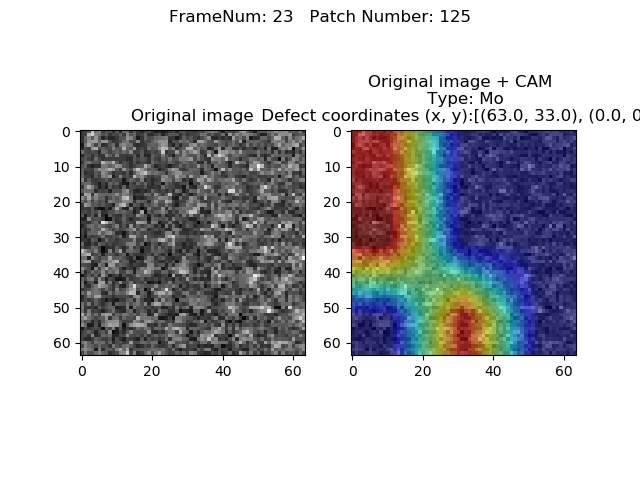 FrameNum: 23   Patch Number: 125
Original image + CAM
Type: Mo
Original image Defect coordinates (x, y):[(63.0, 33.0), (0.0, 0
0
10
20
30
40
50
60
0 20 40 60
0
10
20
30
40
50
60
0 20 40 60